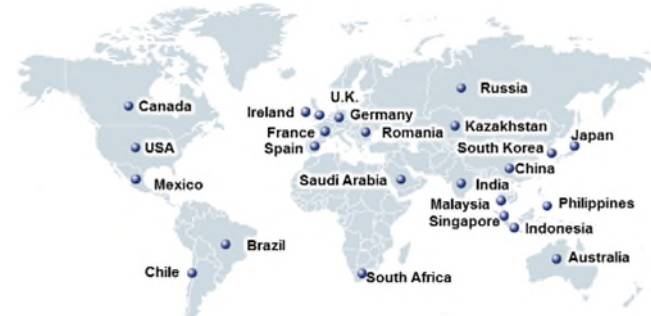 U.K.
Russia
Canada
Ireland
Germany
France
Romania
Kazakhstan
Japan
USA
Spain
South Korea
China
Mexico
Saudi Arabia
India
Malaysia
Philippines
Singapore
Indonesia
Brazil
Australia
Chile
South Africa